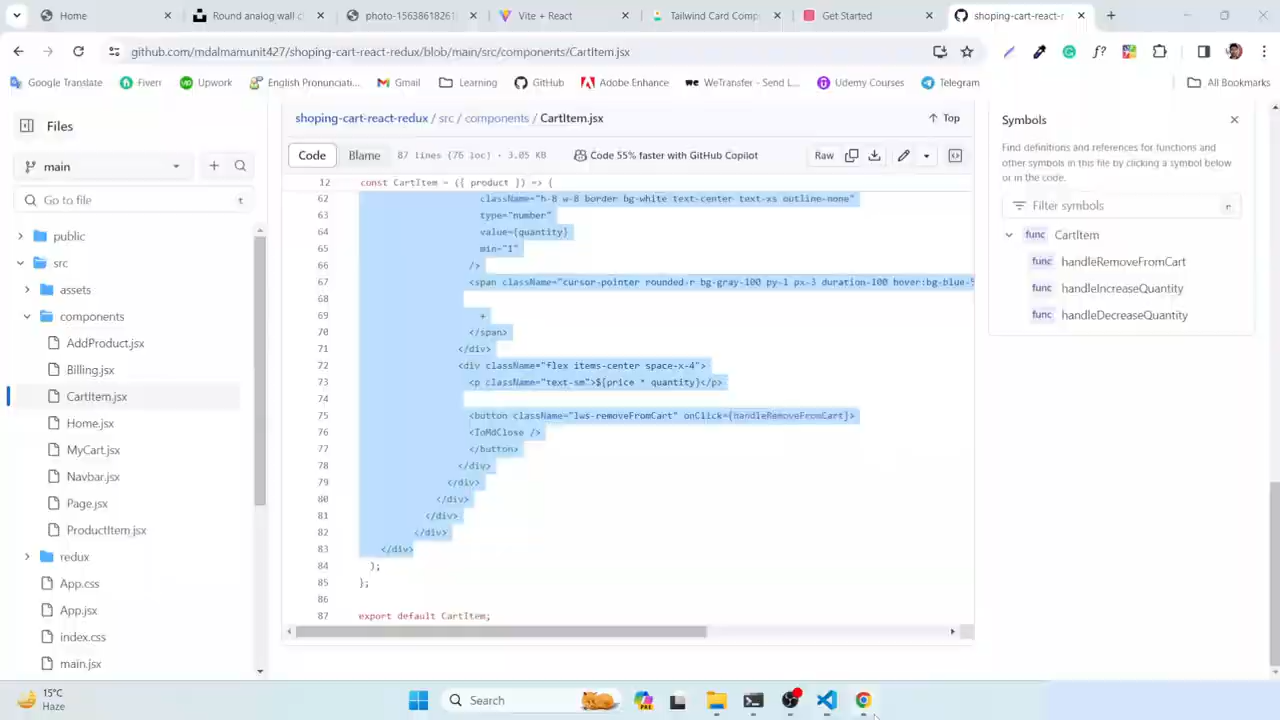 Home
Round analog wall c
photo-15638618261
Vite + React
Tailwind Card Comp
Get Started
shoping-cart-react-r
github.com/mdalmamunit427/shoping-cart-react-redux/blob/main/src/components/CartItem.jsx
Google Translate
Fiverr
Upwork
English Pronunciati...
Gmail
Learning
GitHub
Adobe Enhance
WeTransfer - Send L...
Udemy Courses
Telegram
All Bookmarks
Files
main
Go to file
t
public
src
assets
components
AddProduct.jsx
Billing.jsx
CartItem.jsx
Home.jsx
MyCart.jsx
Navbar.jsx
Page.jsx
ProductItem.jsx
redux
App.css
App.jsx
index.css
main.jsx
shoping-cart-react-redux / src / components / CartItem.jsx
Top
Code
Blame
87 lines (76 loc) · 3.05 KB
Code 55% faster with GitHub Copilot
Raw
12 const CartItem = ({ product }) => {
62 className="h-8 w-8 border bg-white text-center text-xs outline-none"
63 type="number"
64 value={quantity}
65 min="1"
66 />
67 <span className="cursor-pointer rounded-r bg-gray-100 py-1 px-3 duration-100 hover:bg-blue-5
68
69 +
70 </span>
71 </div>
72 <div className="flex items-center space-x-4">
73 <p className="text-sm">${price * quantity}</p>
74
75 <button className="lws-removeFromCart" onClick={handleRemoveFromCart}>
76 <IoMdClose />
77 </button>
78 </div>
79 </div>
80 </div>
81 </div>
82 </div>
83 </div>
84 );
85 };
86
87 export default CartItem;
Symbols
Find definitions and references for functions and
other symbols in this file by clicking a symbol below
or in the code.
Filter symbols
r
func CartItem
func handleRemoveFromCart
func handleIncreaseQuantity
func handleDecreaseQuantity
15°C
Haze
Search